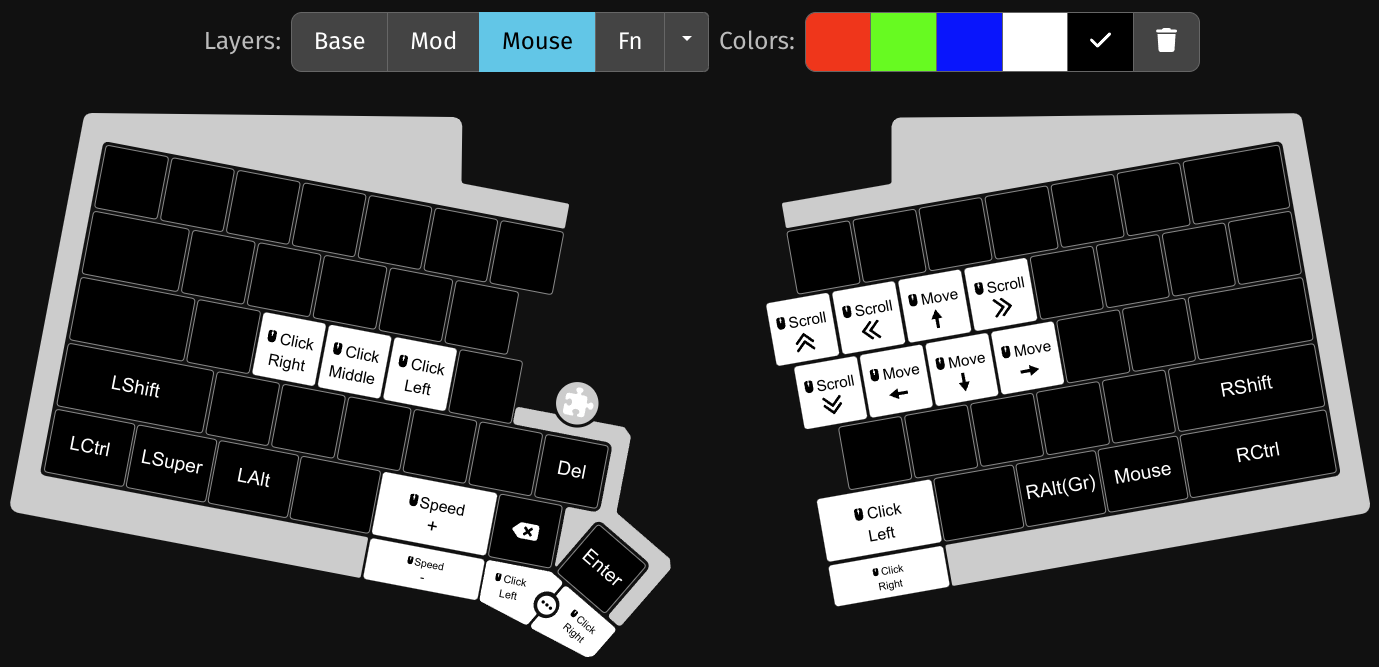 Layers: Base Mod Mouse Fn Colors:
Click
Right
Click
Middle
Click
Left
LShift
LCtrl
LSuper
LAlt
Del
Speed
+
Speed
-
Click
Left
Click
Right
Enter
Scroll
Scroll
Move
Scroll
Scroll
Move
Move
Move
RShift
Click
Left
RAlt(Gr)
Mouse
RCtrl
Click
Right